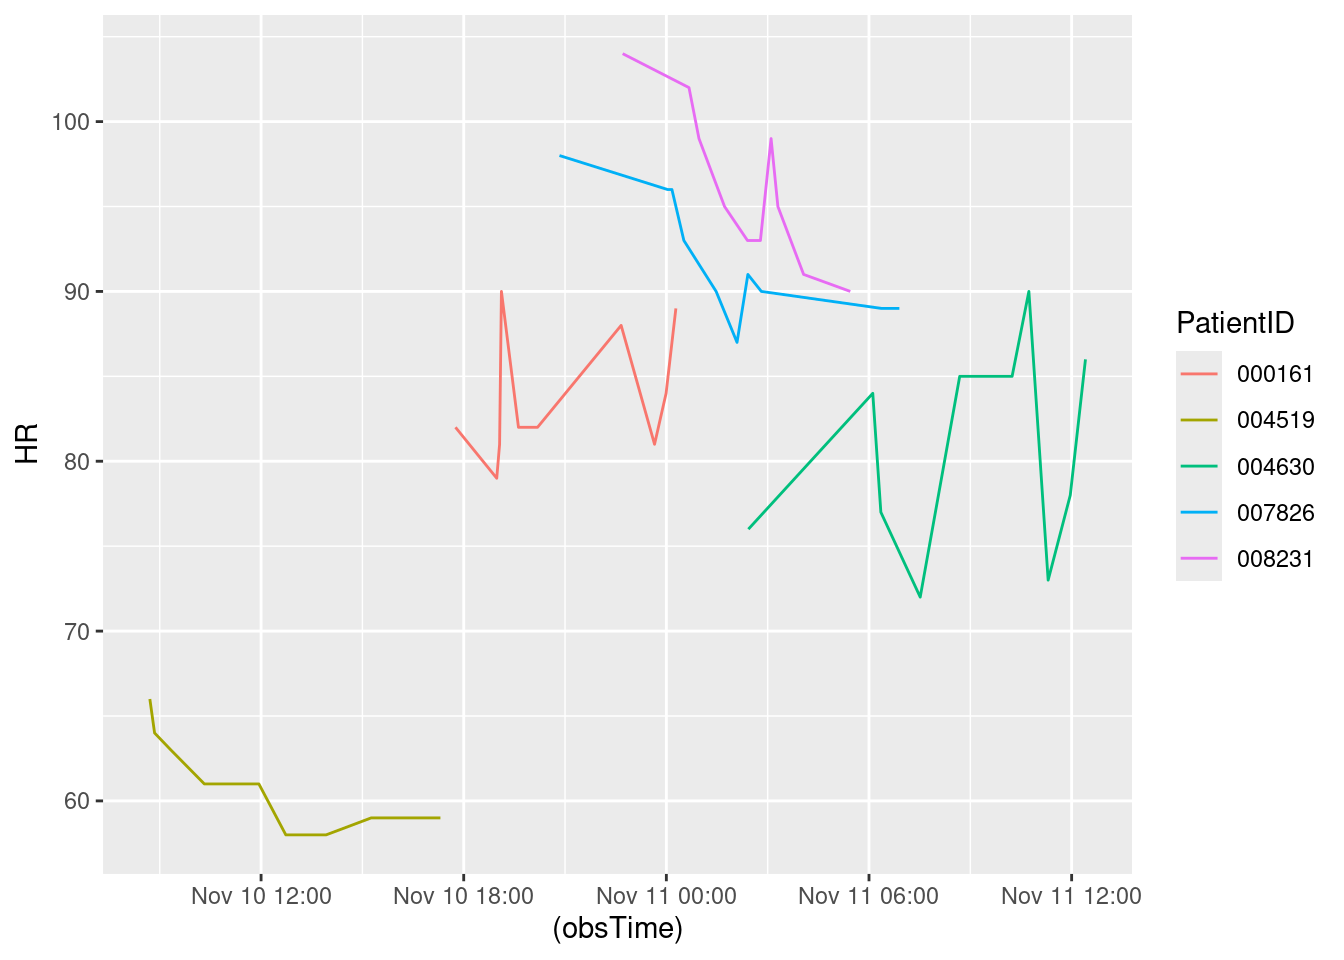 100
90
80
70
60
HR
Nov 10 12:00
Nov 10 18:00
Nov 11 00:00
Nov 11 06:00
Nov 11 12:00
(obsTime)
PatientID
000161
004519
004630
007826
008231